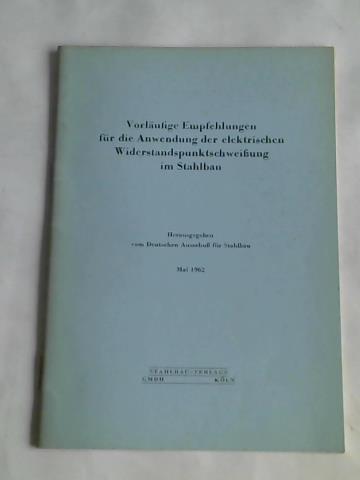 Vorläufige Empfehlungen
für die Anwendung der elektrischen
Widerstandspunktschweißung
im Stahlbau
Herausgegeben
vom Deutschen Ausschuß für Stahlbau
Mai 1962
STAHLBAU-VERLAGS
GMBH KÖLN